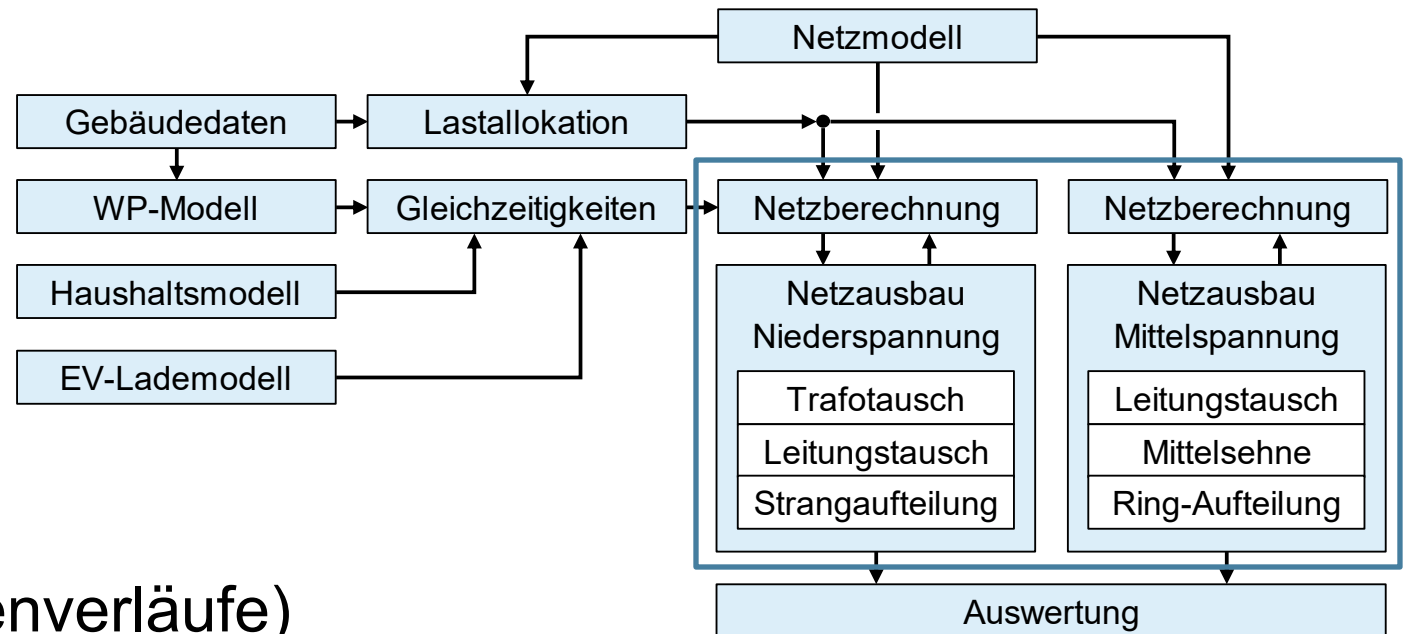 Netzmodell
Gebäudedaten
Lastallokation
WP-Modell
Gleichzeitigkeiten
Netzberechnung
Netzberechnung
Haushaltsmodell
EV-Lademodell
Netzausbau
Niederspannung
Trafotausch
Leitungstausch
Strangaufteilung
Netzausbau
Mittelspannung
Leitungstausch
Mittelsehne
Ring-Aufteilung
enverläufe)
Auswertung